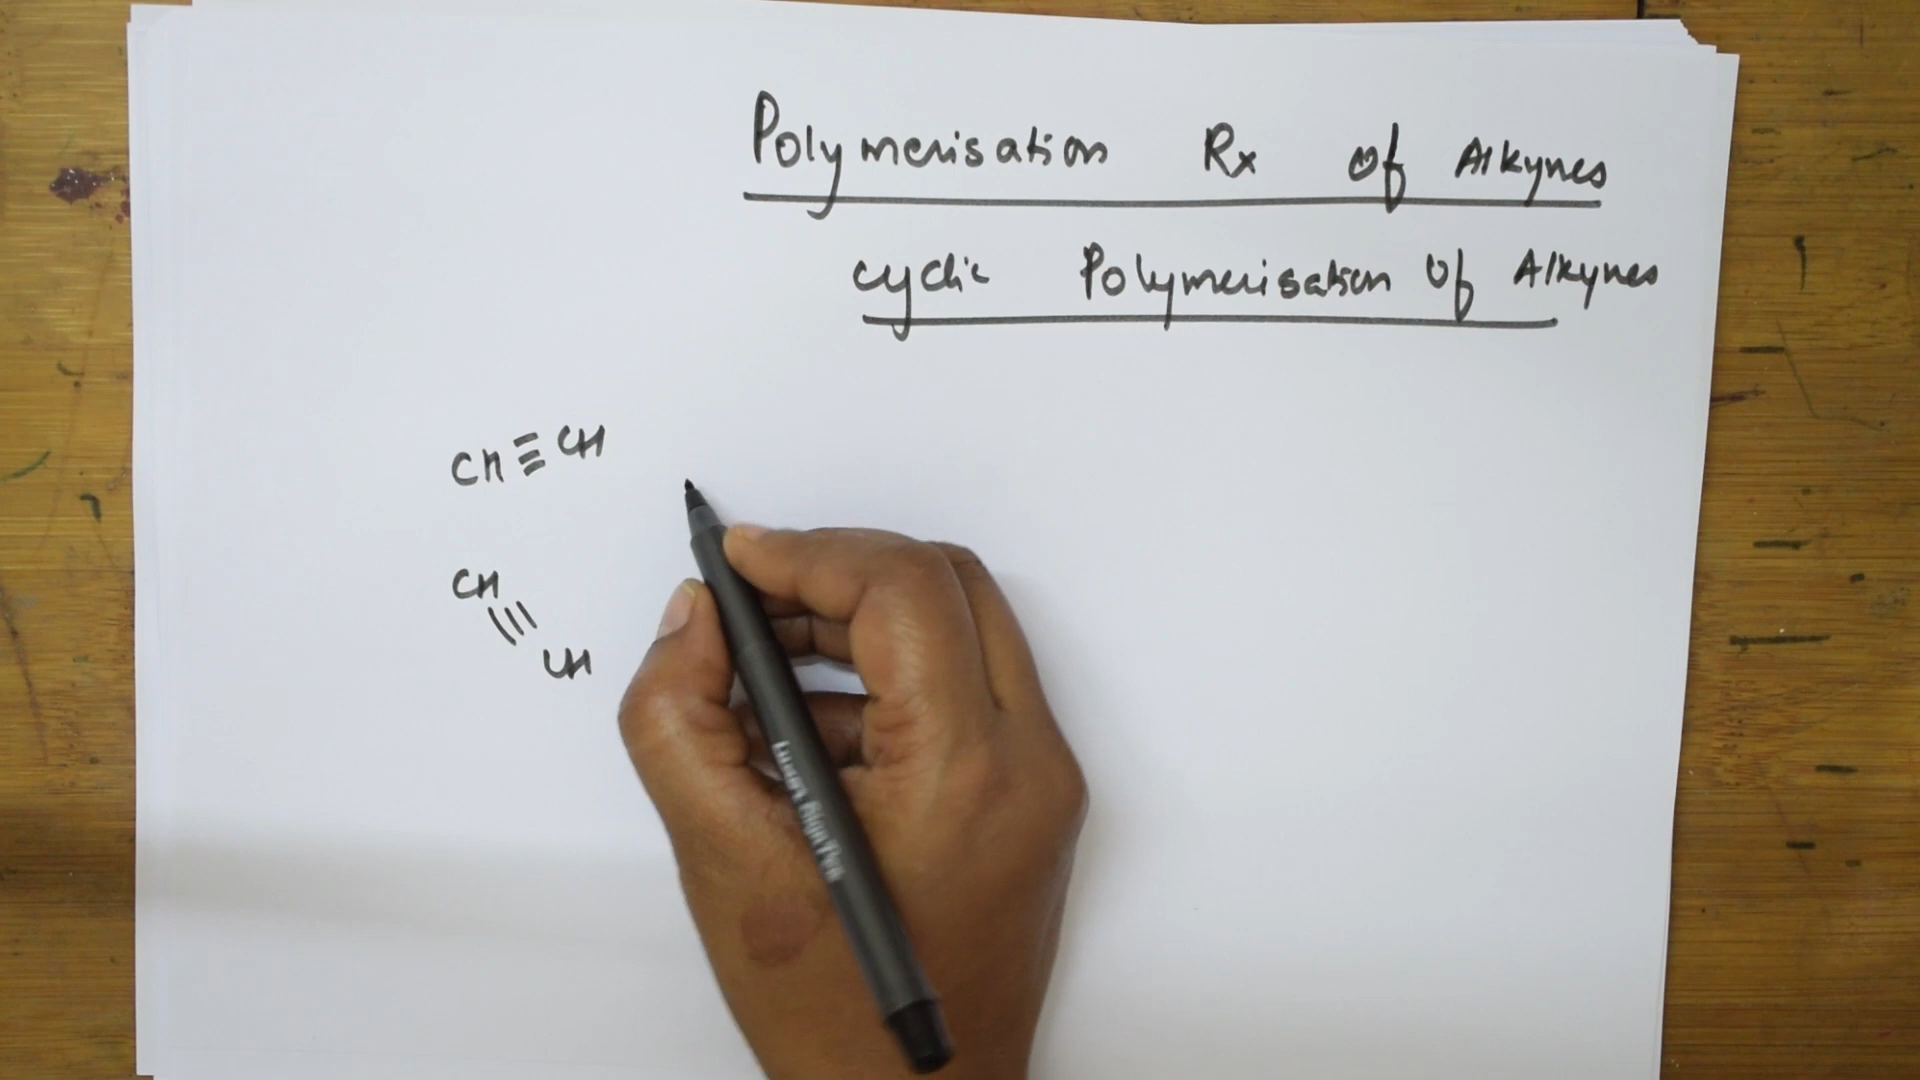 Polymerisation Rx of Alkynes
cyclic Polymerisation of Alkynes
CH≡CH
CH
≡
CH